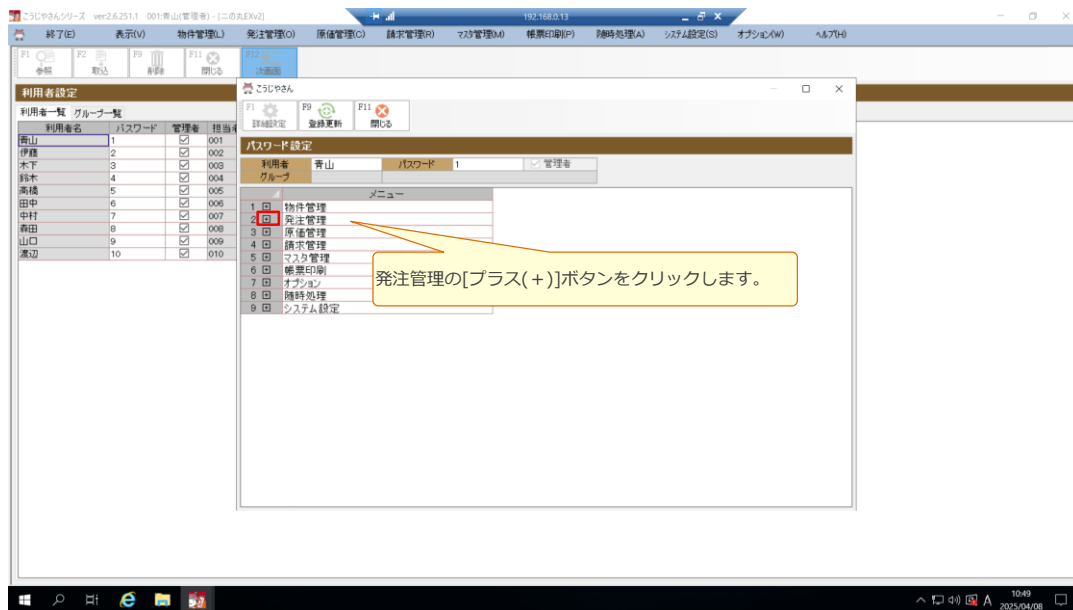 こうじやさんシリーズ ver:2.6.251.1 001:青山(管理者) - [二の丸EXv2]
192.168.0.13
終了(E) 表示(V) 物件管理(L) 発注管理(O) 原価管理(C) 請求管理(R) マスタ管理(M) 帳票印刷(P) 随時処理(A) システム設定(S) オプション(W) ヘルプ(H)
F1 F2 F9 F11 F12
参照 取込 削除 閉じる 次画面
利用者設定
利用者一覧 グループ一覧
利用者名 パスワード 管理者 担当者
青山 1 001
伊藤 2 002
木下 3 003
鈴木 4 004
高橋 5 005
田中 6 006
中村 7 007
森田 8 008
山口 9 009
渡辺 10 010
こうじやさん
F1 F9 F11
詳細設定 登録更新 閉じる
パスワード設定
利用者 青山 パスワード 1 管理者
グループ
メニュー
1 物件管理
2 発注管理
3 原価管理
4 請求管理
5 マスタ管理
6 帳票印刷
7 オプション
8 随時処理
9 システム設定
発注管理の[プラス(+)]ボタンをクリックします。
A
10:49
2025/04/08